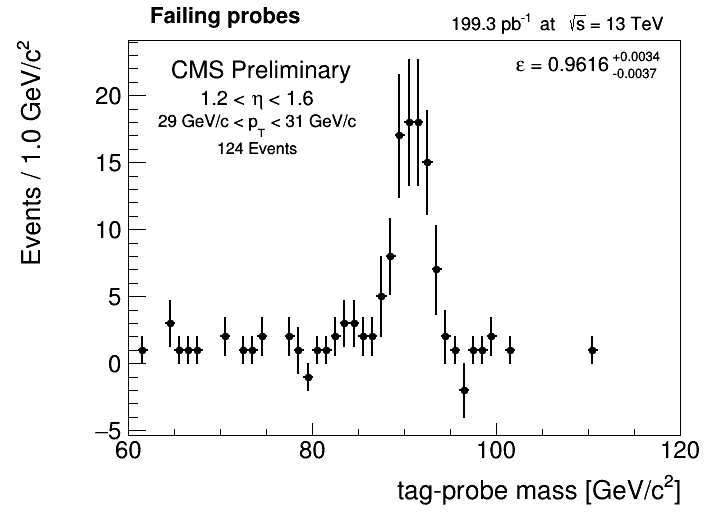 Failing probes
199.3 pb⁻¹ at √s = 13 TeV
CMS Preliminary
1.2 < η < 1.6
29 GeV/c < p_T < 31 GeV/c
124 Events
ε = 0.9616 +0.0034 -0.0037
Events / 1.0 GeV/c²
20
15
10
5
0
−5
60 80 100 120
tag-probe mass [GeV/c²]